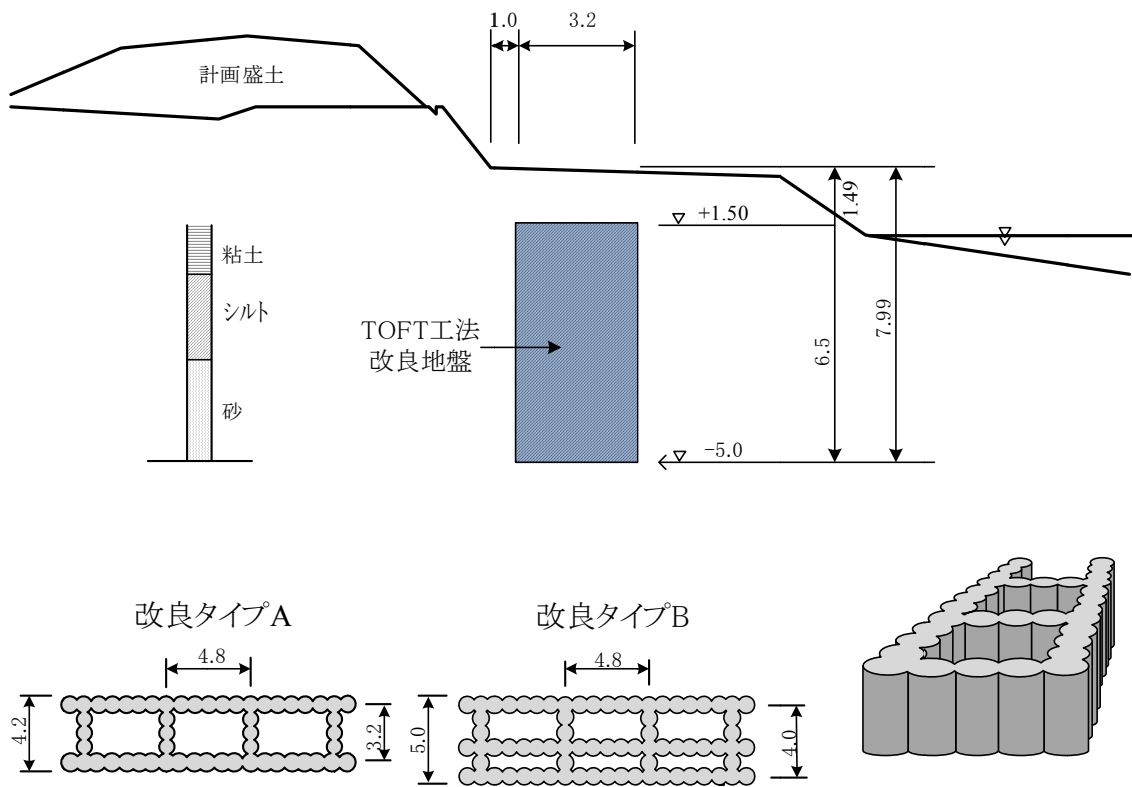 1.0
3.2
計画盛土
+1.50
1.49
粘土
シルト
砂
TOFT工法
改良地盤
6.5
7.99
−5.0
改良タイプA
4.8
4.2
3.2
改良タイプB
4.8
5.0
4.0